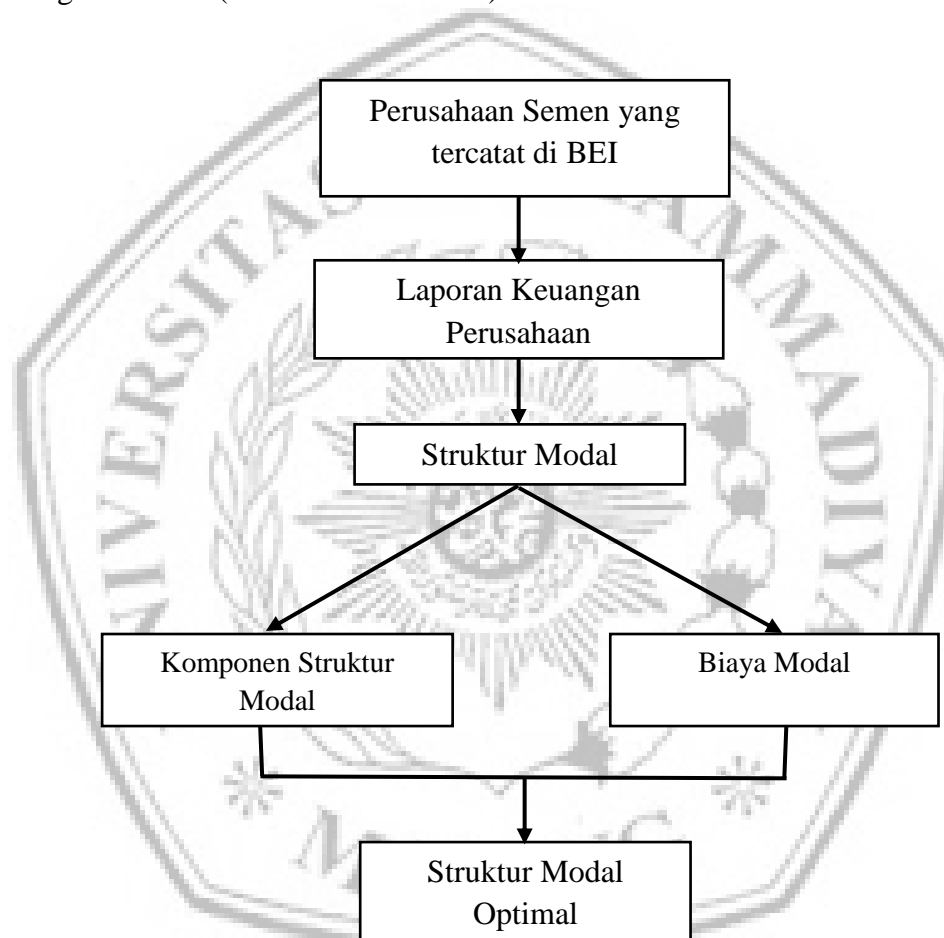 Perusahaan Semen yang
tercatat di BEI
Laporan Keuangan
Perusahaan
Struktur Modal
Komponen Struktur
Modal
Biaya Modal
Struktur Modal
Optimal